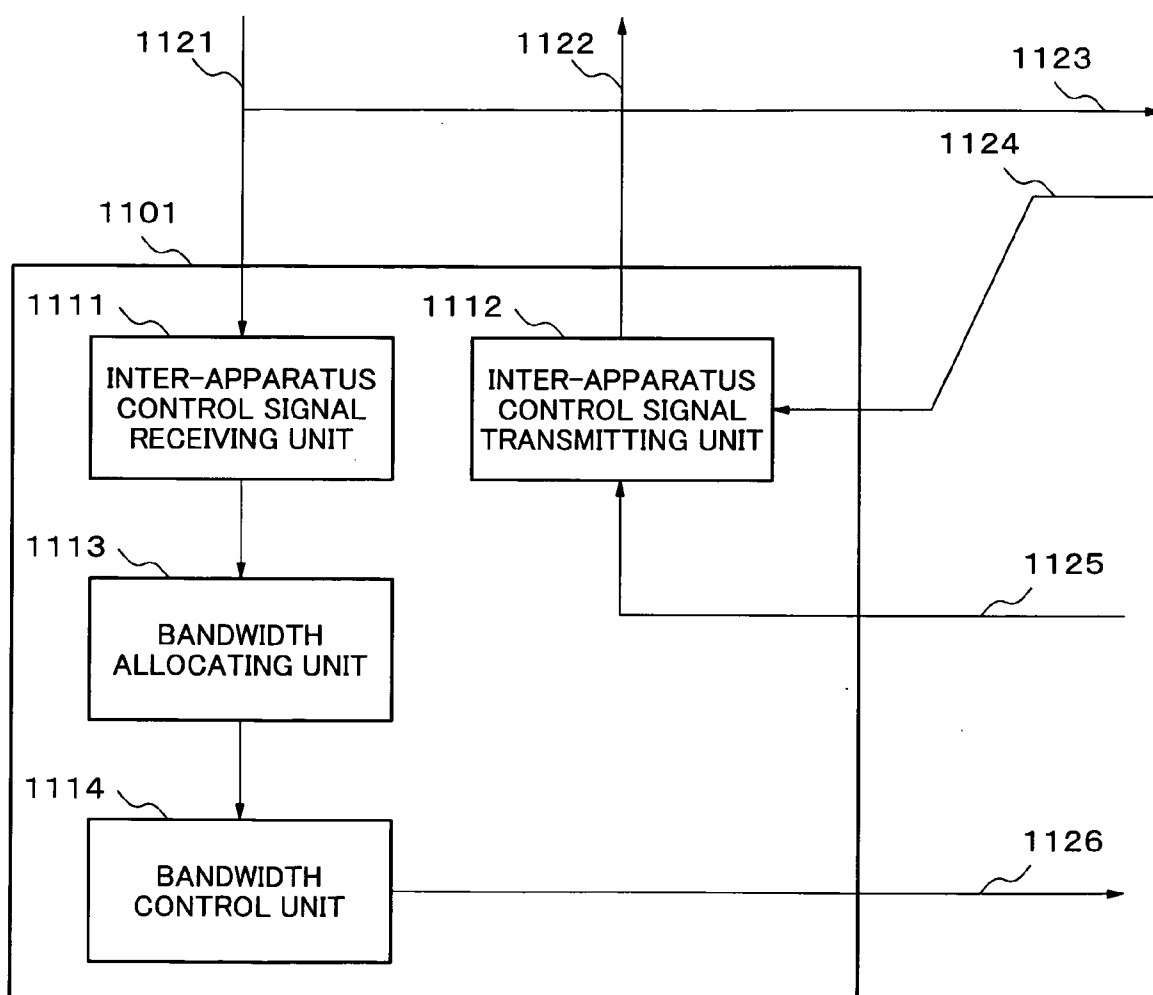 1121
1122
1123
1124
1101
1111
1112
INTER-APPARATUS
CONTROL SIGNAL
RECEIVING UNIT
INTER-APPARATUS
CONTROL SIGNAL
TRANSMITTING UNIT
1113
1125
BANDWIDTH
ALLOCATING UNIT
1114
1126
BANDWIDTH
CONTROL UNIT